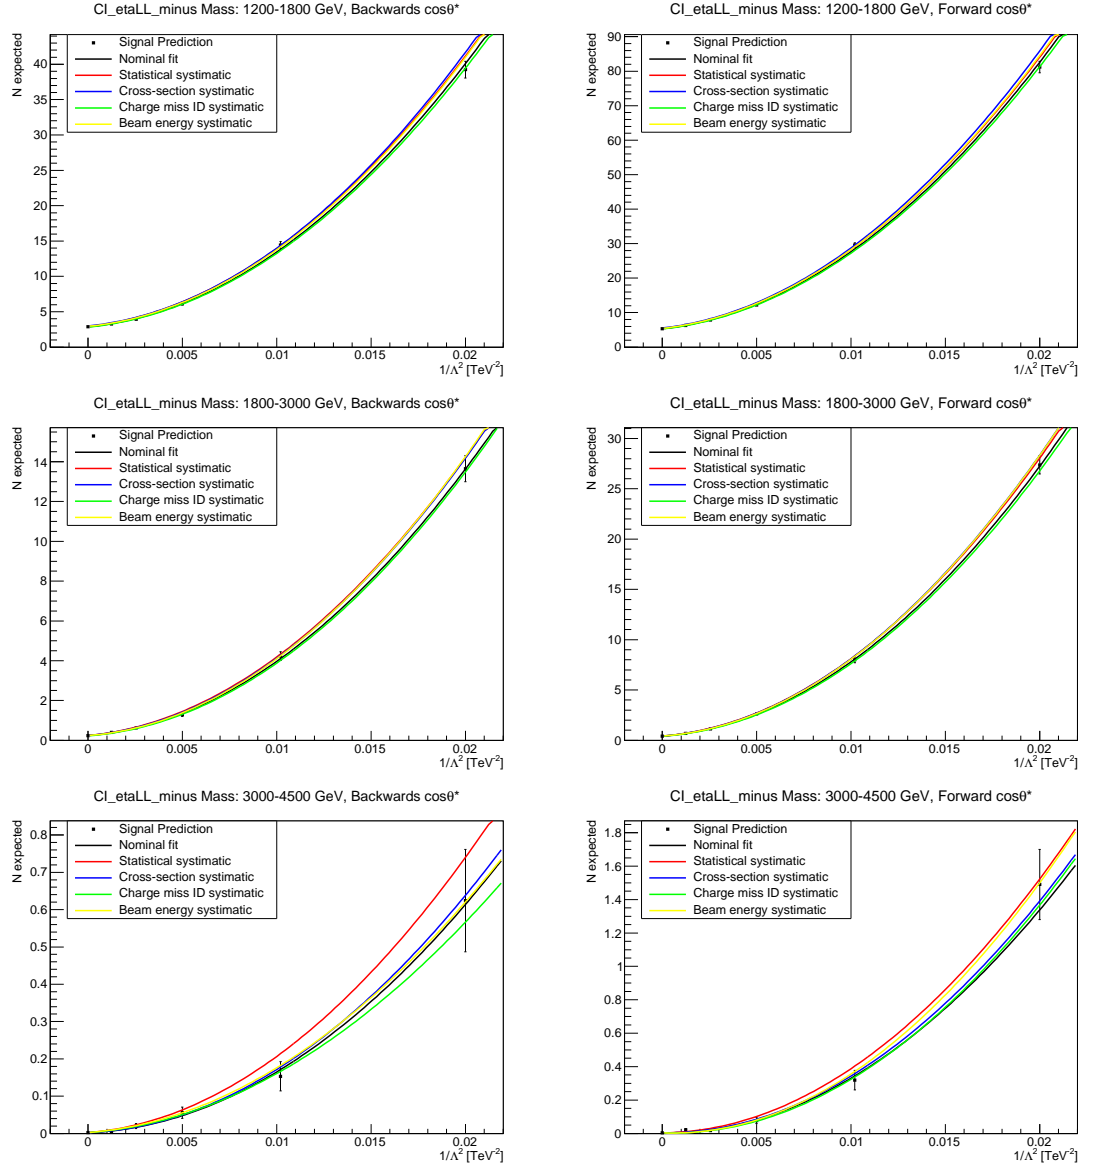 CI_etaLL_minus Mass: 1200-1800 GeV, Backwards cosθ*
N expected
Signal Prediction
Nominal fit
Statistical systimatic
Cross-section systimatic
Charge miss ID systimatic
Beam energy systimatic
40
35
30
25
20
15
10
5
0
0 0.005 0.01 0.015 0.02
1/Λ² [TeV⁻²]
CI_etaLL_minus Mass: 1200-1800 GeV, Forward cosθ*
N expected
Signal Prediction
Nominal fit
Statistical systimatic
Cross-section systimatic
Charge miss ID systimatic
Beam energy systimatic
90
80
70
60
50
40
30
20
10
0
0 0.005 0.01 0.015 0.02
1/Λ² [TeV⁻²]
CI_etaLL_minus Mass: 1800-3000 GeV, Backwards cosθ*
N expected
Signal Prediction
Nominal fit
Statistical systimatic
Cross-section systimatic
Charge miss ID systimatic
Beam energy systimatic
14
12
10
8
6
4
2
0
0 0.005 0.01 0.015 0.02
1/Λ² [TeV⁻²]
CI_etaLL_minus Mass: 1800-3000 GeV, Forward cosθ*
N expected
Signal Prediction
Nominal fit
Statistical systimatic
Cross-section systimatic
Charge miss ID systimatic
Beam energy systimatic
30
25
20
15
10
5
0
0 0.005 0.01 0.015 0.02
1/Λ² [TeV⁻²]
CI_etaLL_minus Mass: 3000-4500 GeV, Backwards cosθ*
N expected
Signal Prediction
Nominal fit
Statistical systimatic
Cross-section systimatic
Charge miss ID systimatic
Beam energy systimatic
0.8
0.7
0.6
0.5
0.4
0.3
0.2
0.1
0
0 0.005 0.01 0.015 0.02
1/Λ² [TeV⁻²]
CI_etaLL_minus Mass: 3000-4500 GeV, Forward cosθ*
N expected
Signal Prediction
Nominal fit
Statistical systimatic
Cross-section systimatic
Charge miss ID systimatic
Beam energy systimatic
1.8
1.6
1.4
1.2
1
0.8
0.6
0.4
0.2
0
0 0.005 0.01 0.015 0.02
1/Λ² [TeV⁻²]